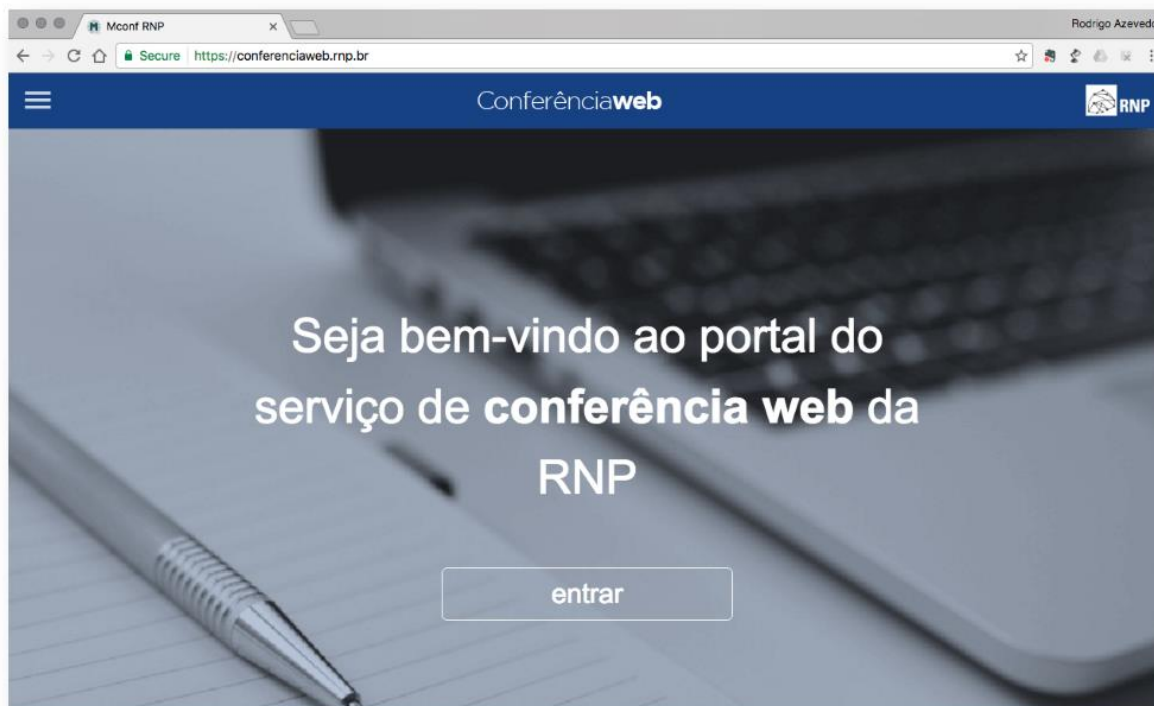 Mconf RNP
Rodrigo Azevedo
Secure https://conferenciaweb.rnp.br
Conferênciaweb
RNP
Seja bem-vindo ao portal do
serviço de conferência web da
RNP
entrar